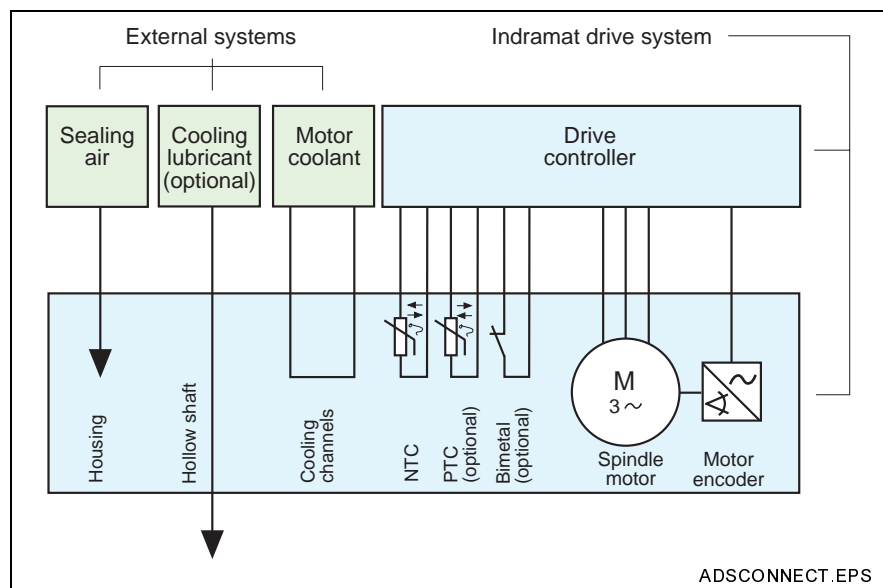 External systems
Indramat drive system
Sealing
air
Cooling
lubricant
(optional)
Motor
coolant
Drive
controller
Housing
Hollow shaft
Cooling
channels
NTC
PTC
(optional)
Bimetal
(optional)
M
3 ~
Spindle
motor
Motor
encoder
ADSCONNECT.EPS